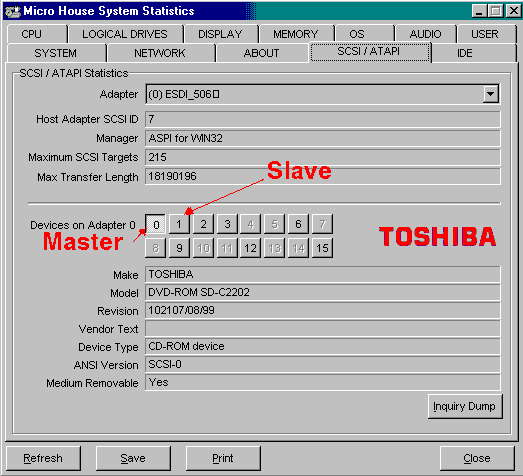 Micro House System Statistics
CPU LOGICAL DRIVES DISPLAY MEMORY OS AUDIO USER
SYSTEM NETWORK ABOUT SCSI / ATAPI IDE
SCSI / ATAPI Statistics
Adapter (0) ESDI_506
Host Adapter SCSI ID 7
Manager ASPI for WIN32
Maximum SCSI Targets 215
Max Transfer Length 18190196
Slave
Devices on Adapter 0 0 1 2 3 4 5 6 7
Master 8 9 10 11 12 13 14 15
TOSHIBA
Make TOSHIBA
Model DVD-ROM SD-C2202
Revision 102107/08/99
Vendor Text
Device Type CD-ROM device
ANSI Version SCSI-0
Medium Removable Yes
Inquiry Dump
Refresh Save Print Close